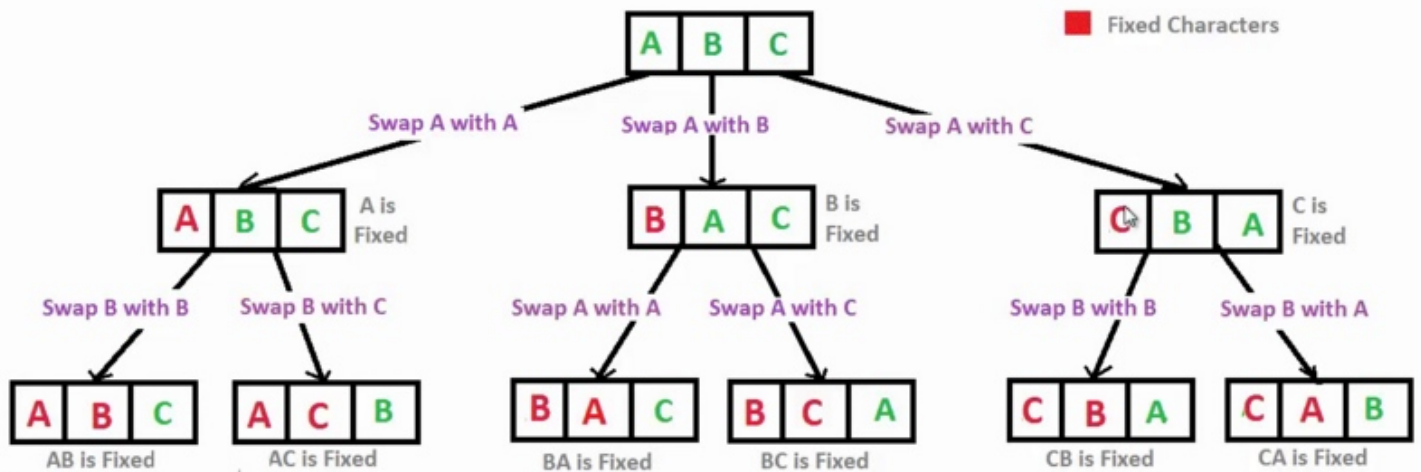 A B C
Fixed Characters
Swap A with A
Swap A with B
Swap A with C
A B C
A is
Fixed
B A C
B is
Fixed
C B A
C is
Fixed
Swap B with B
Swap B with C
Swap A with A
Swap A with C
Swap B with B
Swap B with A
A B C
A C B
B A C
B C A
C B A
C A B
AB is Fixed
AC is Fixed
BA is Fixed
BC is Fixed
CB is Fixed
CA is Fixed